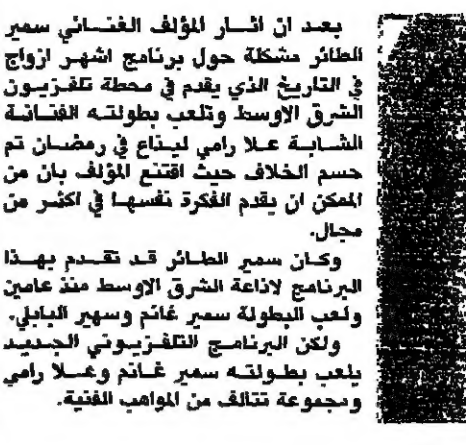 بعد ان اثار المؤلف الغنائي سمير
الطائر مشكلة حول برنامج اشهر ازواج
في التاريخ الذي يقدم في محطة تلفزيون
الشرق الاوسط وتلعب بطولته الفنانة
الشابة علا رامي ليذاع في رمضان تم
حسم الخلاف حيث اقتنع المؤلف بان من
الممكن ان يقدم الفكرة نفسها في اكثر من
مجال.
وكان سمير الطائر قد تقدم بهذا
البرنامج لاذاعة الشرق الاوسط منذ عامين
ولعب البطولة سمير غانم وسهير البابلي.
ولكن البرنامج التلفزيوني الجديد
يلعب بطولته سمير غانم وعلا رامي
ومجموعة تتالف من المواهب الفنية.